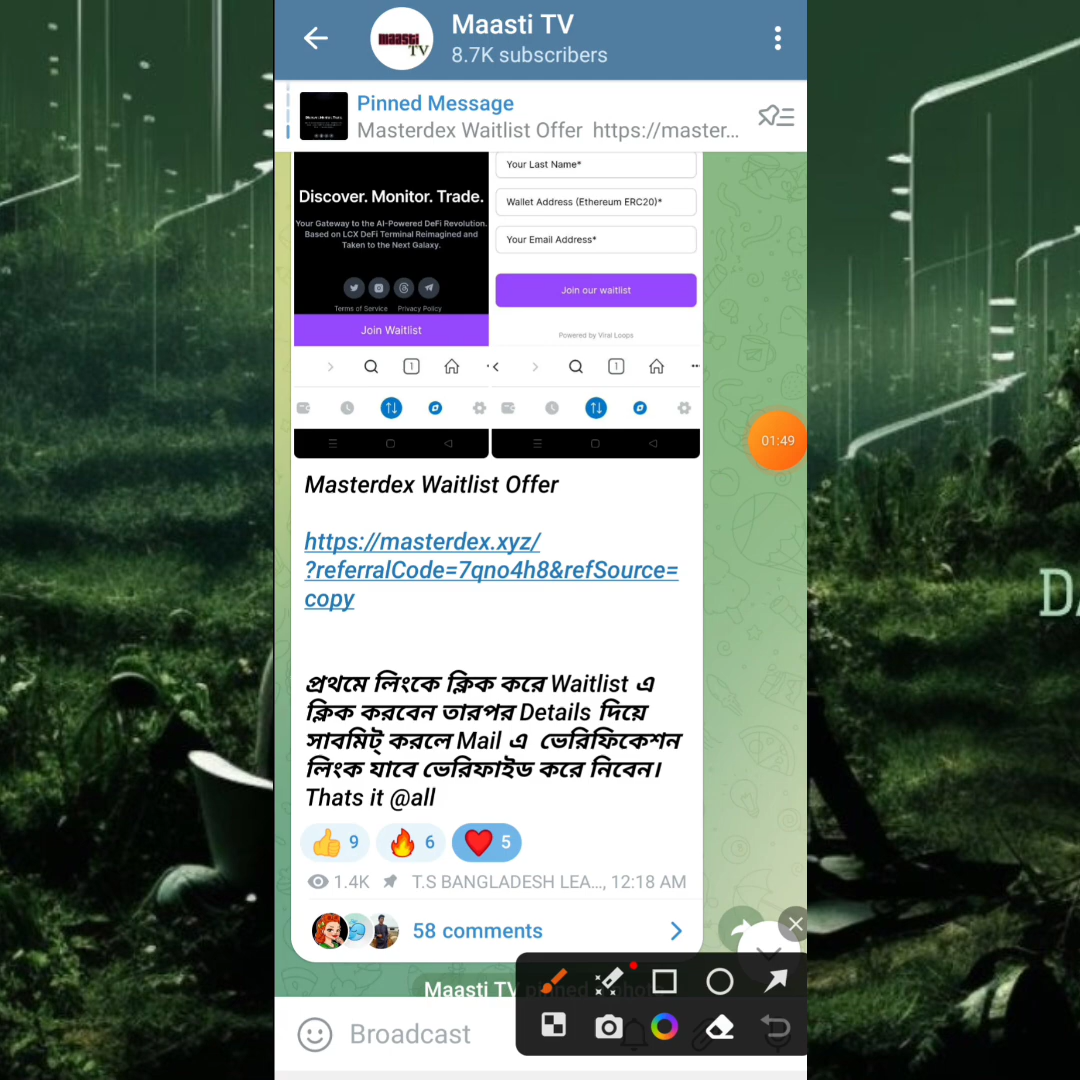 maasti
TV
Maasti TV
8.7K subscribers
Pinned Message
Masterdex Waitlist Offer https://master...
Discover. Monitor. Trade.
Your Gateway to the AI-Powered DeFi Revolution.
Based on LCX DeFi Terminal Reimagined and
Taken to the Next Galaxy.
Terms of Service Privacy Policy
Join Waitlist
Your Last Name*
Wallet Address (Ethereum ERC20)*
Your Email Address*
Join our waitlist
Powered by Viral Loops
1
1
01:49
Masterdex Waitlist Offer
https://masterdex.xyz/
?referralCode=7qno4h8&refSource=
copy
প্রথমে লিংকে ক্লিক করে Waitlist এ
ক্লিক করবেন তারপর Details দিয়ে
সাবমিট্ করলে Mail এ ভেরিফিকেশন
লিংক যাবে ভেরিফাইড করে নিবেন।
Thats it @all
9 6 5
1.4K T.S BANGLADESH LEA..., 12:18 AM
58 comments
Maasti TV pinned
Broadcast